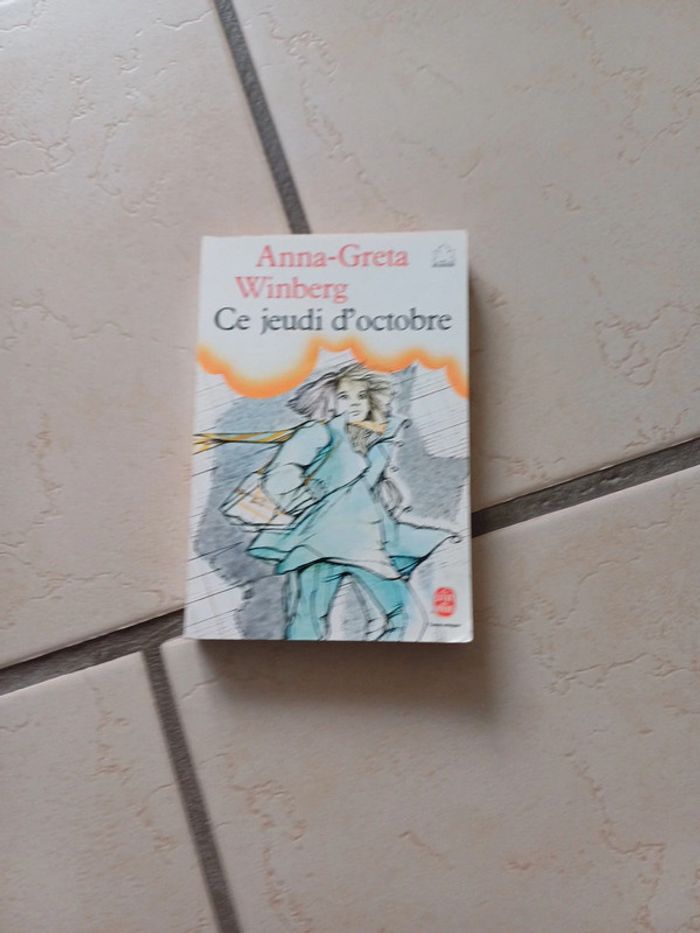 Anna-Greta
Winberg
Ce jeudi d'octobre